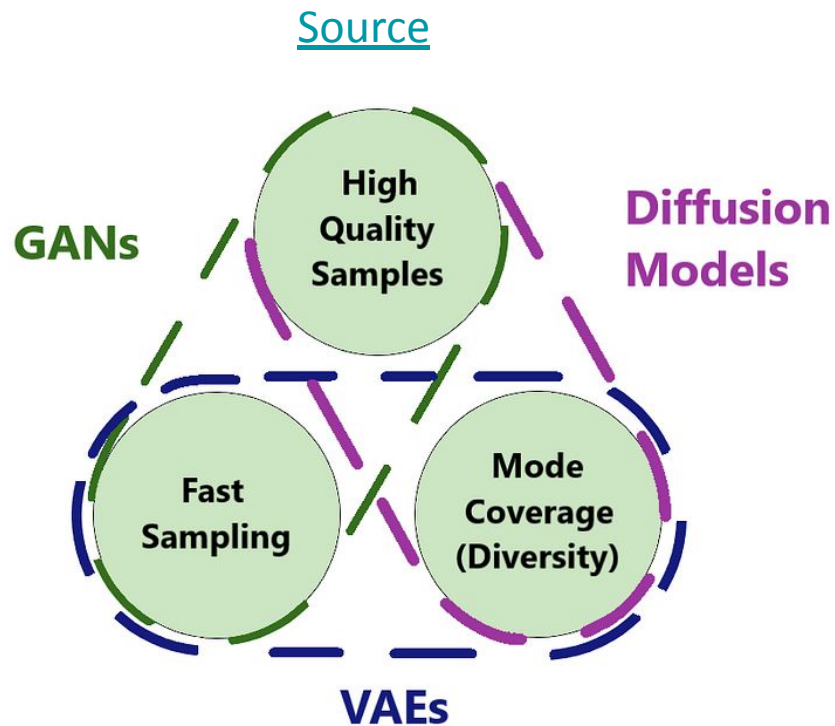 Source
High
Quality
Samples
GANs
Diffusion
Models
Fast
Sampling
Mode
Coverage
(Diversity)
VAEs